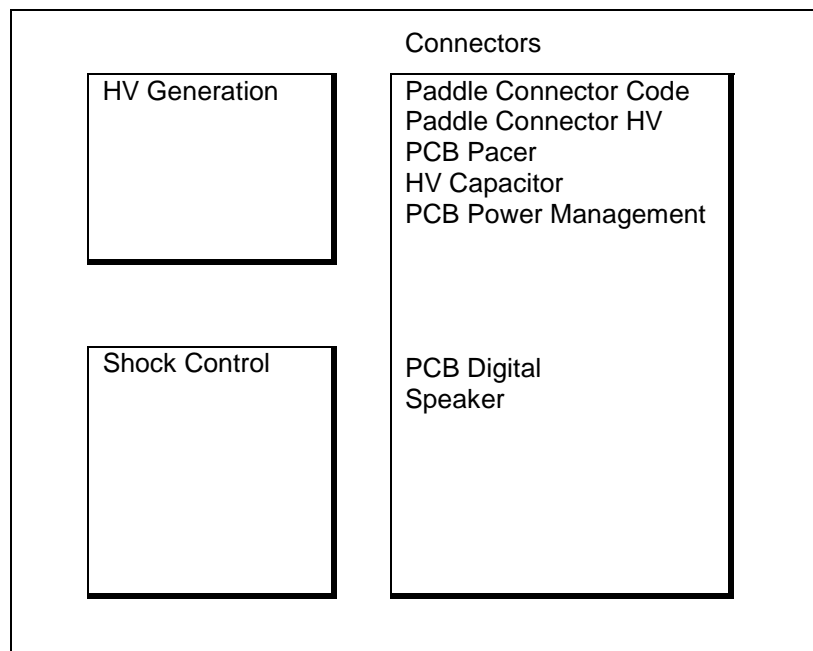 Connectors
HV Generation
Paddle Connector Code
Paddle Connector HV
PCB Pacer
HV Capacitor
PCB Power Management
Shock Control
PCB Digital
Speaker